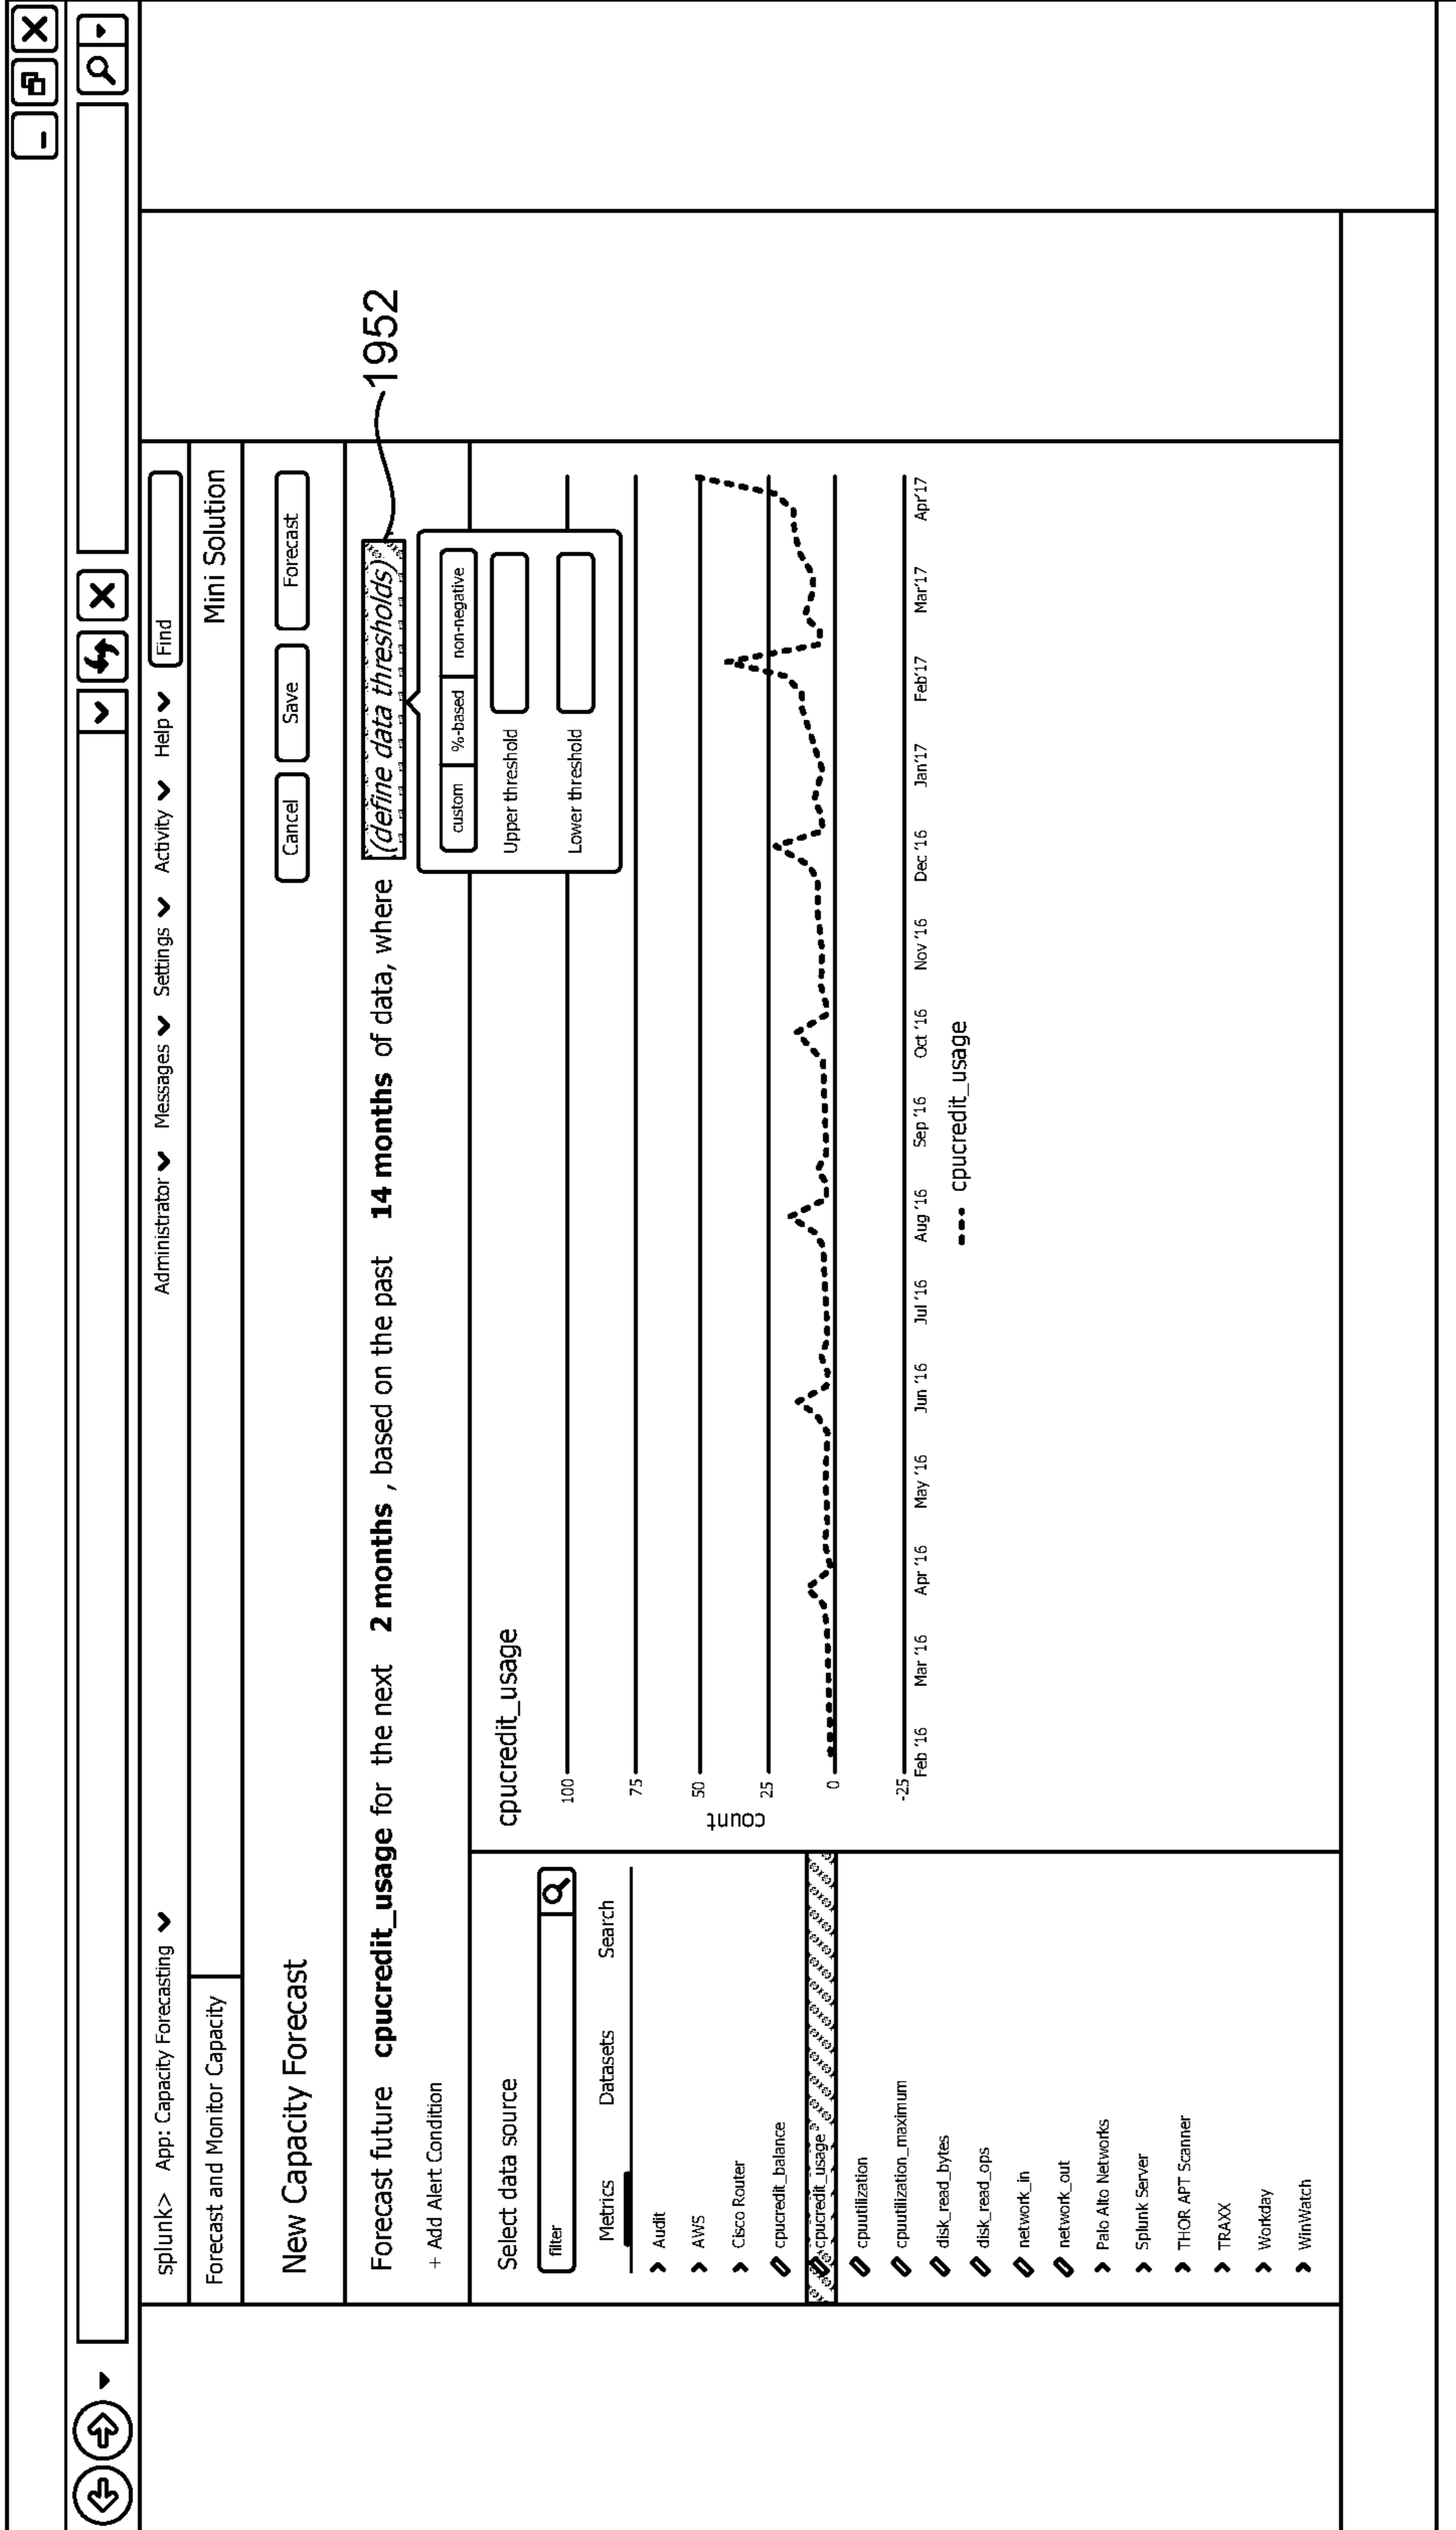 splunk> App: Capacity Forecasting Administrator Messages Settings Activity Help Find
Forecast and Monitor Capacity Mini Solution
New Capacity Forecast Cancel Save Forecast
Forecast future cpucredit_usage for the next 2 months , based on the past 14 months of data, where (define data thresholds)
1952
+ Add Alert Condition
custom %-based non-negative
Upper threshold
Lower threshold
Select data source
filter
Metrics Datasets Search
Audit
AWS
Cisco Router
cpucredit_balance
cpucredit_usage
cpuutilization
cpuutilization_maximum
disk_read_bytes
disk_read_ops
network_in
network_out
Palo Alto Networks
Splunk Server
THOR APT Scanner
TRAXX
Workday
WinWatch
cpucredit_usage
100
75
50
25
0
-25
count
Feb '16 Mar '16 Apr '16 May '16 Jun '16 Jul '16 Aug '16 Sep '16 Oct '16 Nov '16 Dec '16 Jan'17 Feb'17 Mar'17 Apr'17
cpucredit_usage